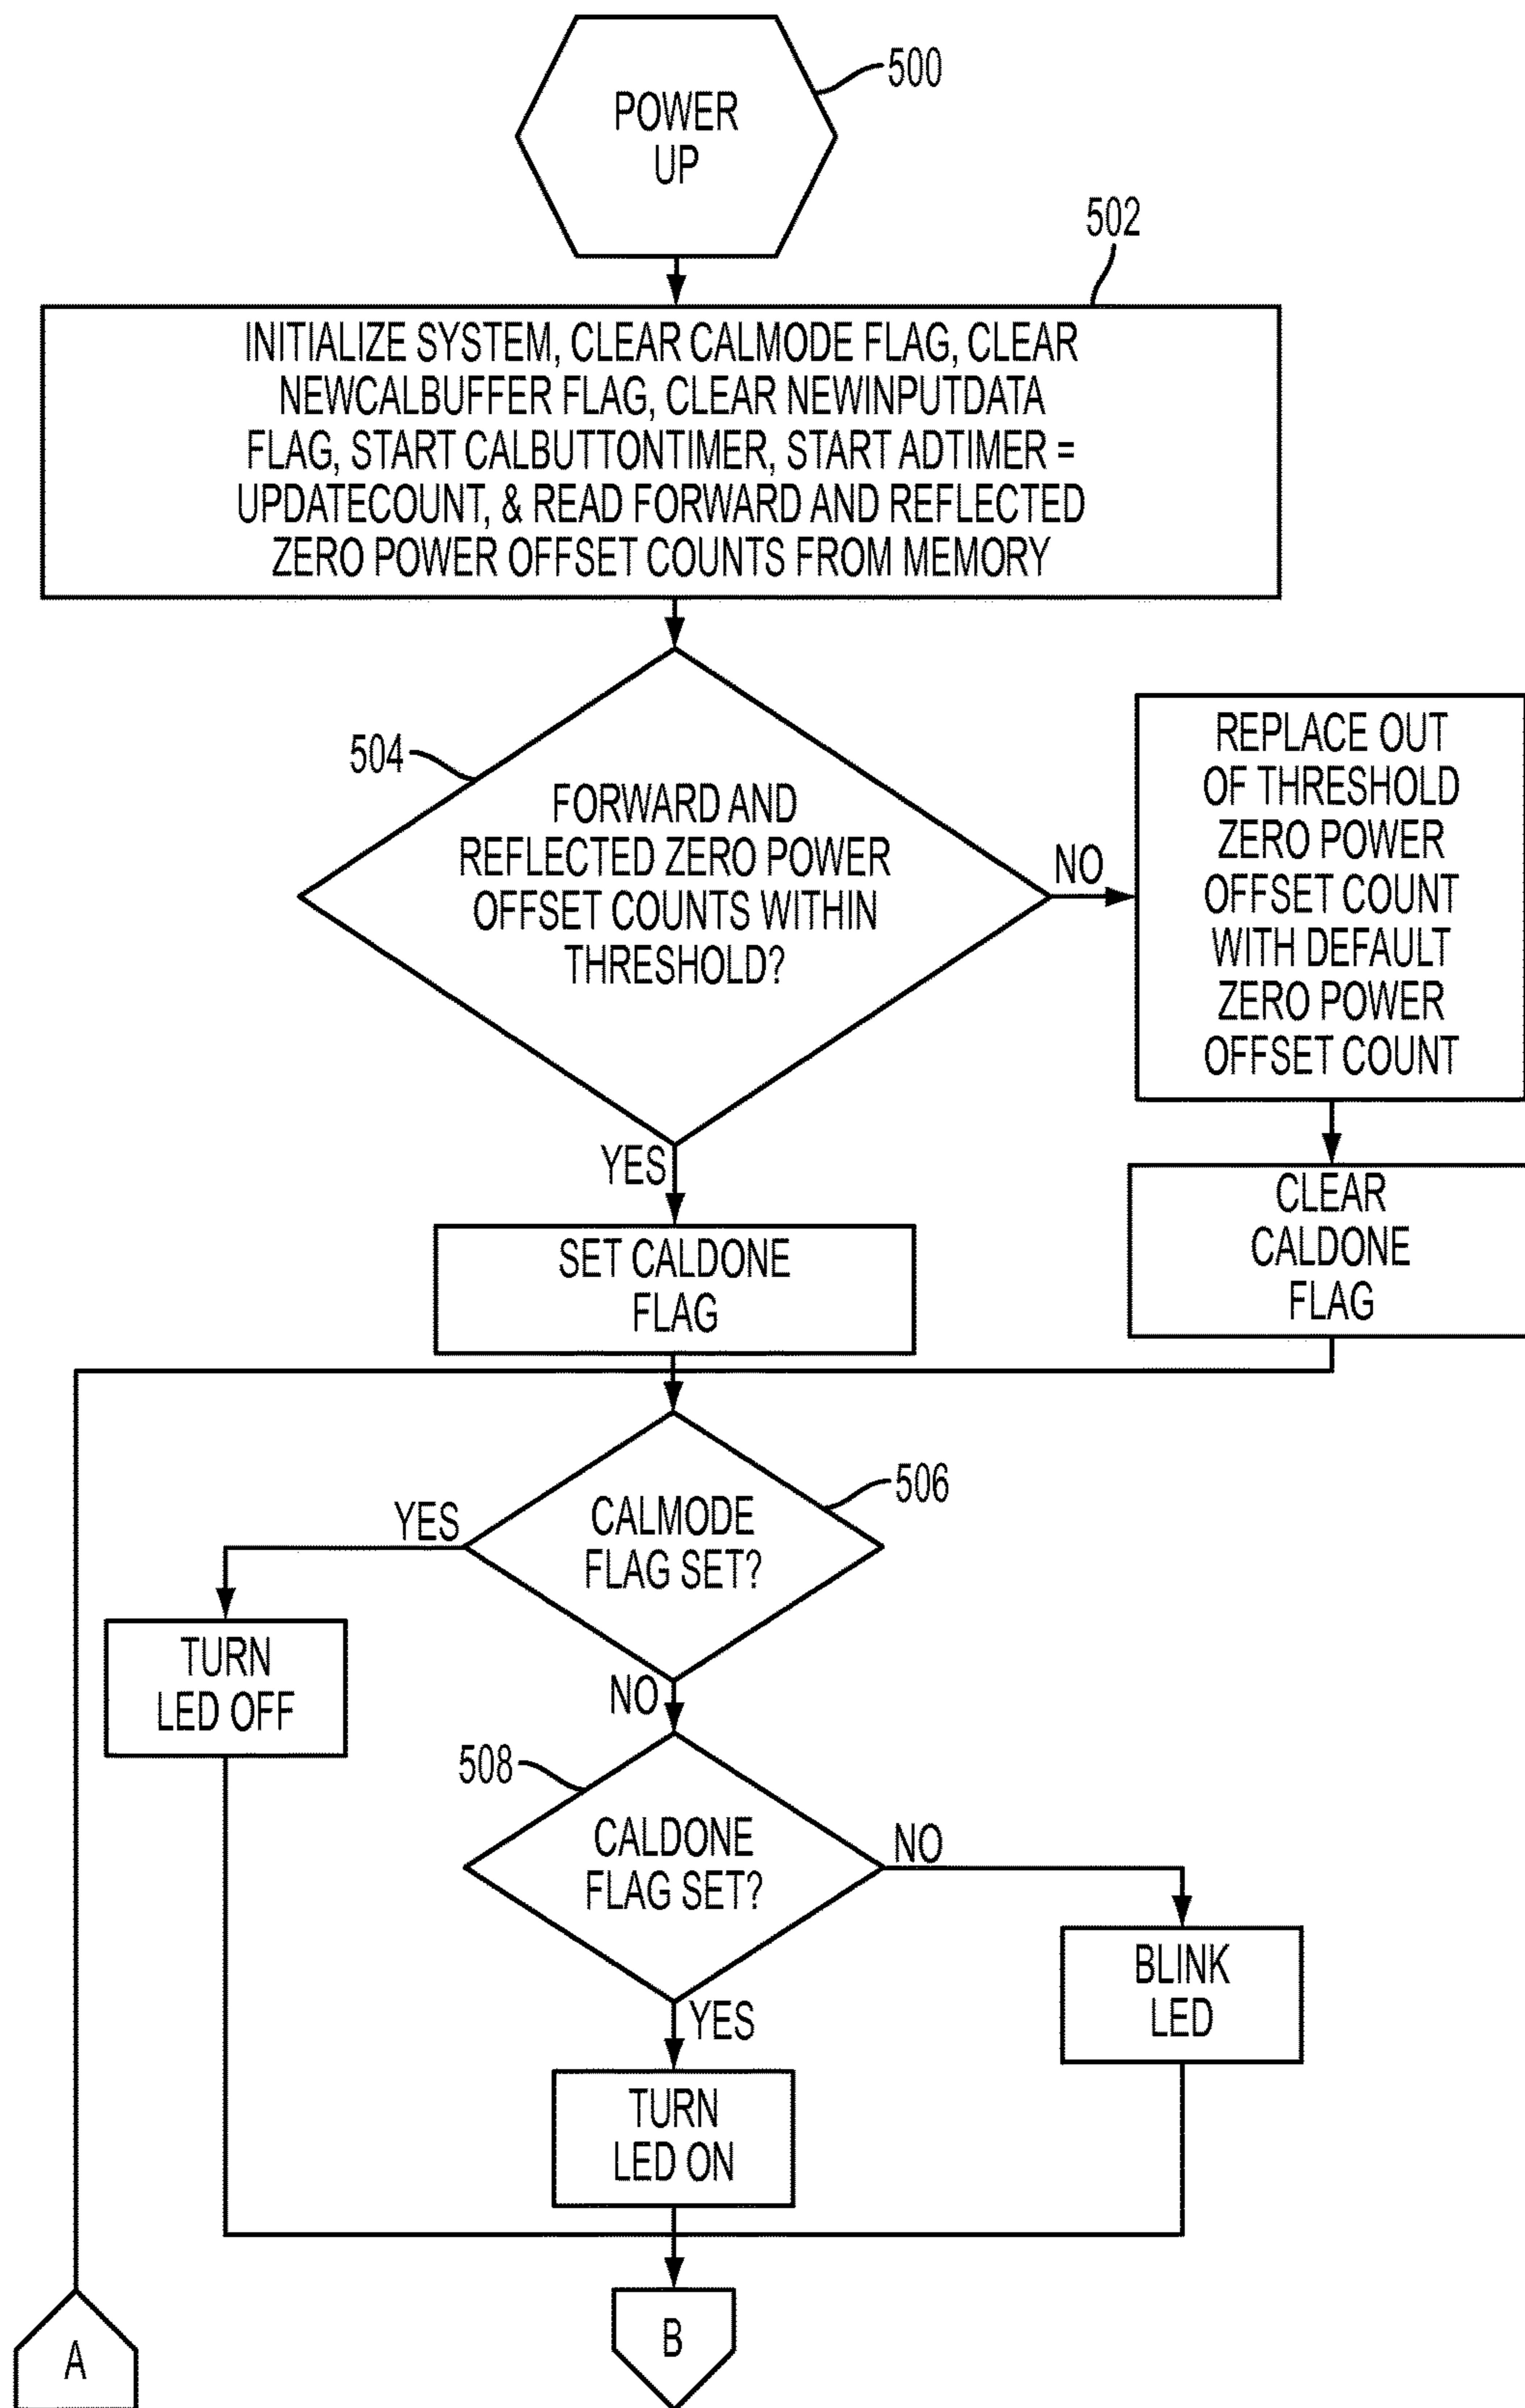 POWER
UP
500
502
INITIALIZE SYSTEM, CLEAR CALMODE FLAG, CLEAR
NEWCALBUFFER FLAG, CLEAR NEWINPUTDATA
FLAG, START CALBUTTONTIMER, START ADTIMER =
UPDATECOUNT, & READ FORWARD AND REFLECTED
ZERO POWER OFFSET COUNTS FROM MEMORY
504
FORWARD AND
REFLECTED ZERO POWER
OFFSET COUNTS WITHIN
THRESHOLD?
NO
REPLACE OUT
OF THRESHOLD
ZERO POWER
OFFSET COUNT
WITH DEFAULT
ZERO POWER
OFFSET COUNT
YES
SET CALDONE
FLAG
CLEAR
CALDONE
FLAG
506
YES
CALMODE
FLAG SET?
TURN
LED OFF
NO
508
CALDONE
FLAG SET?
NO
BLINK
LED
YES
TURN
LED ON
A
B